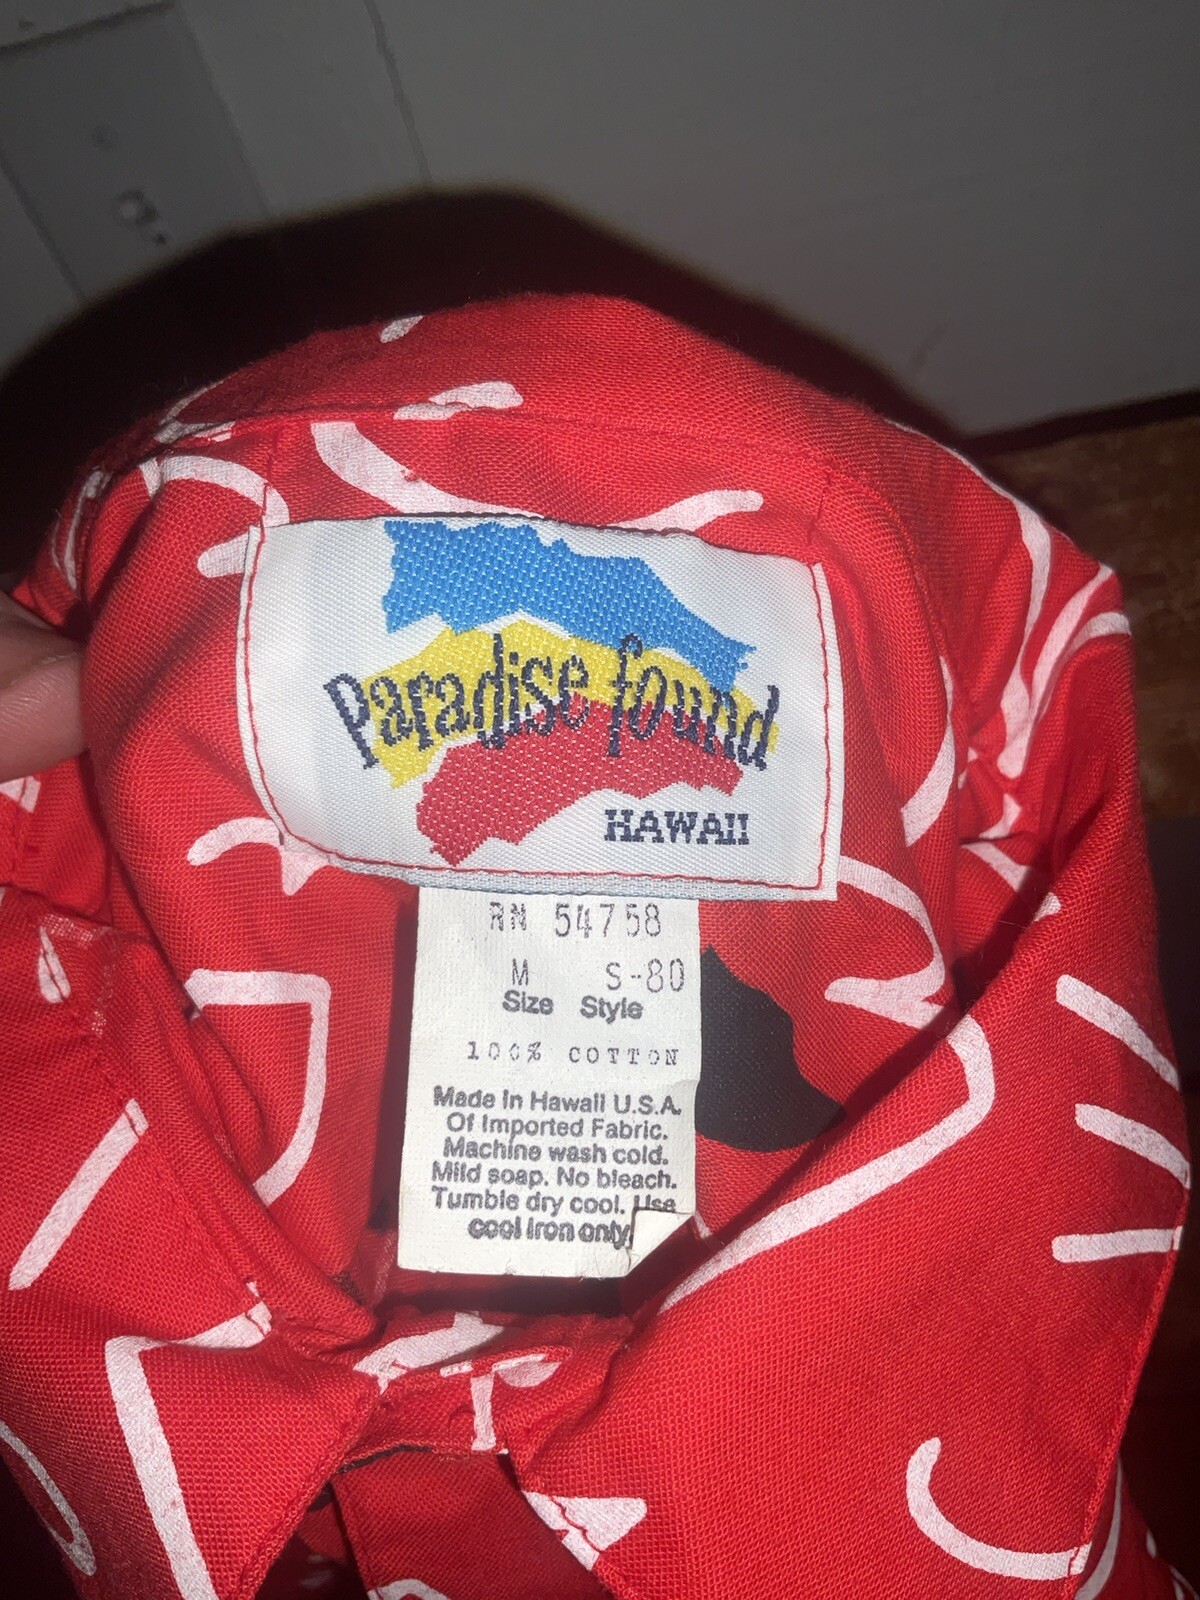 Paradise found
HAWAII
RN 54758
M S-80
Size Style
100% COTTON
Made in Hawaii U.S.A.
Of Imported Fabric.
Machine wash cold.
Mild soap. No bleach.
Tumble dry cool. Use
cool iron only.